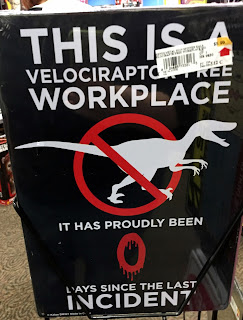 THIS IS A
VELOCIRAPTOR FREE
WORKPLACE
IT HAS PROUDLY BEEN
0
DAYS SINCE THE LAST
INCIDENT